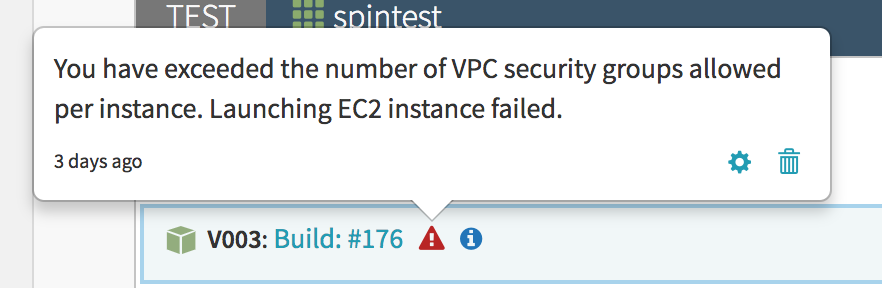 TEST spintest
You have exceeded the number of VPC security groups allowed
per instance. Launching EC2 instance failed.
3 days ago
V003: Build: #176